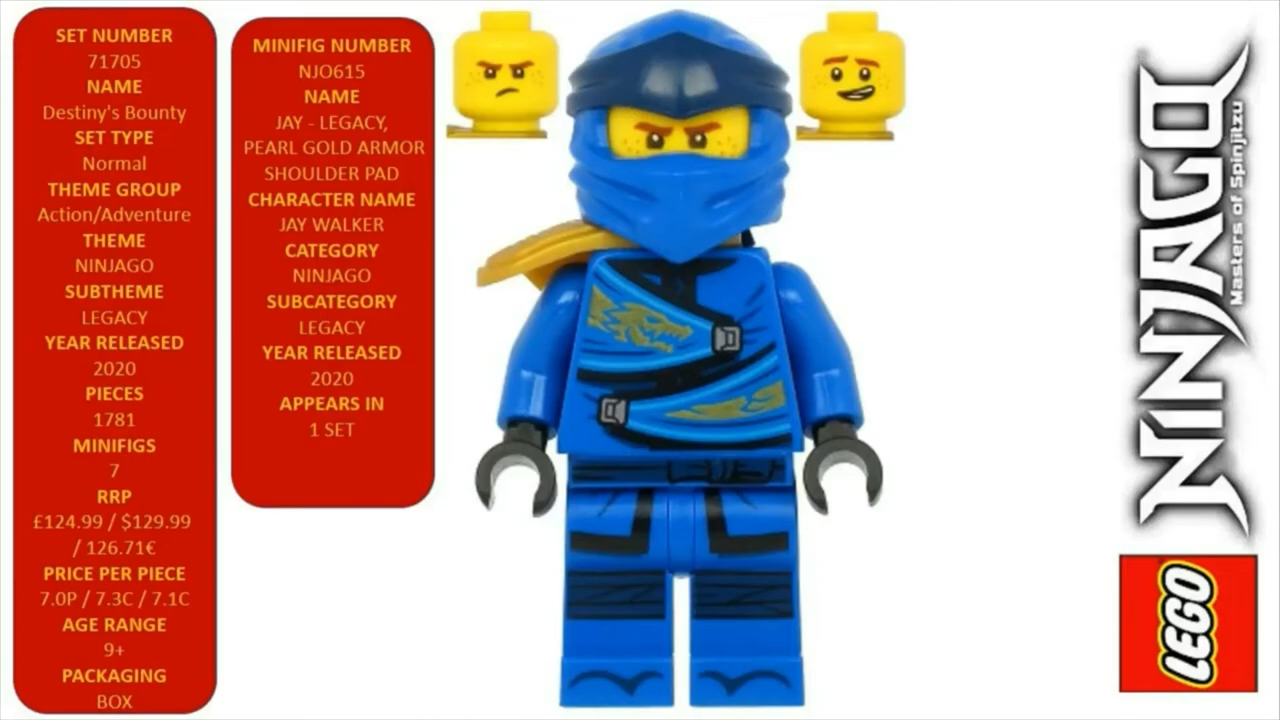 SET NUMBER
71705
NAME
Destiny's Bounty
SET TYPE
Normal
THEME GROUP
Action/Adventure
THEME
NINJAGO
SUBTHEME
LEGACY
YEAR RELEASED
2020
PIECES
1781
MINIFIGS
7
RRP
£124.99 / $129.99
/ 126.71€
PRICE PER PIECE
7.0P / 7.3C / 7.1C
AGE RANGE
9+
PACKAGING
BOX
MINIFIG NUMBER
NJO615
NAME
JAY - LEGACY,
PEARL GOLD ARMOR
SHOULDER PAD
CHARACTER NAME
JAY WALKER
CATEGORY
NINJAGO
SUBCATEGORY
LEGACY
YEAR RELEASED
2020
APPEARS IN
1 SET
NINJAGO
Masters of Spinjitzu
LEGO